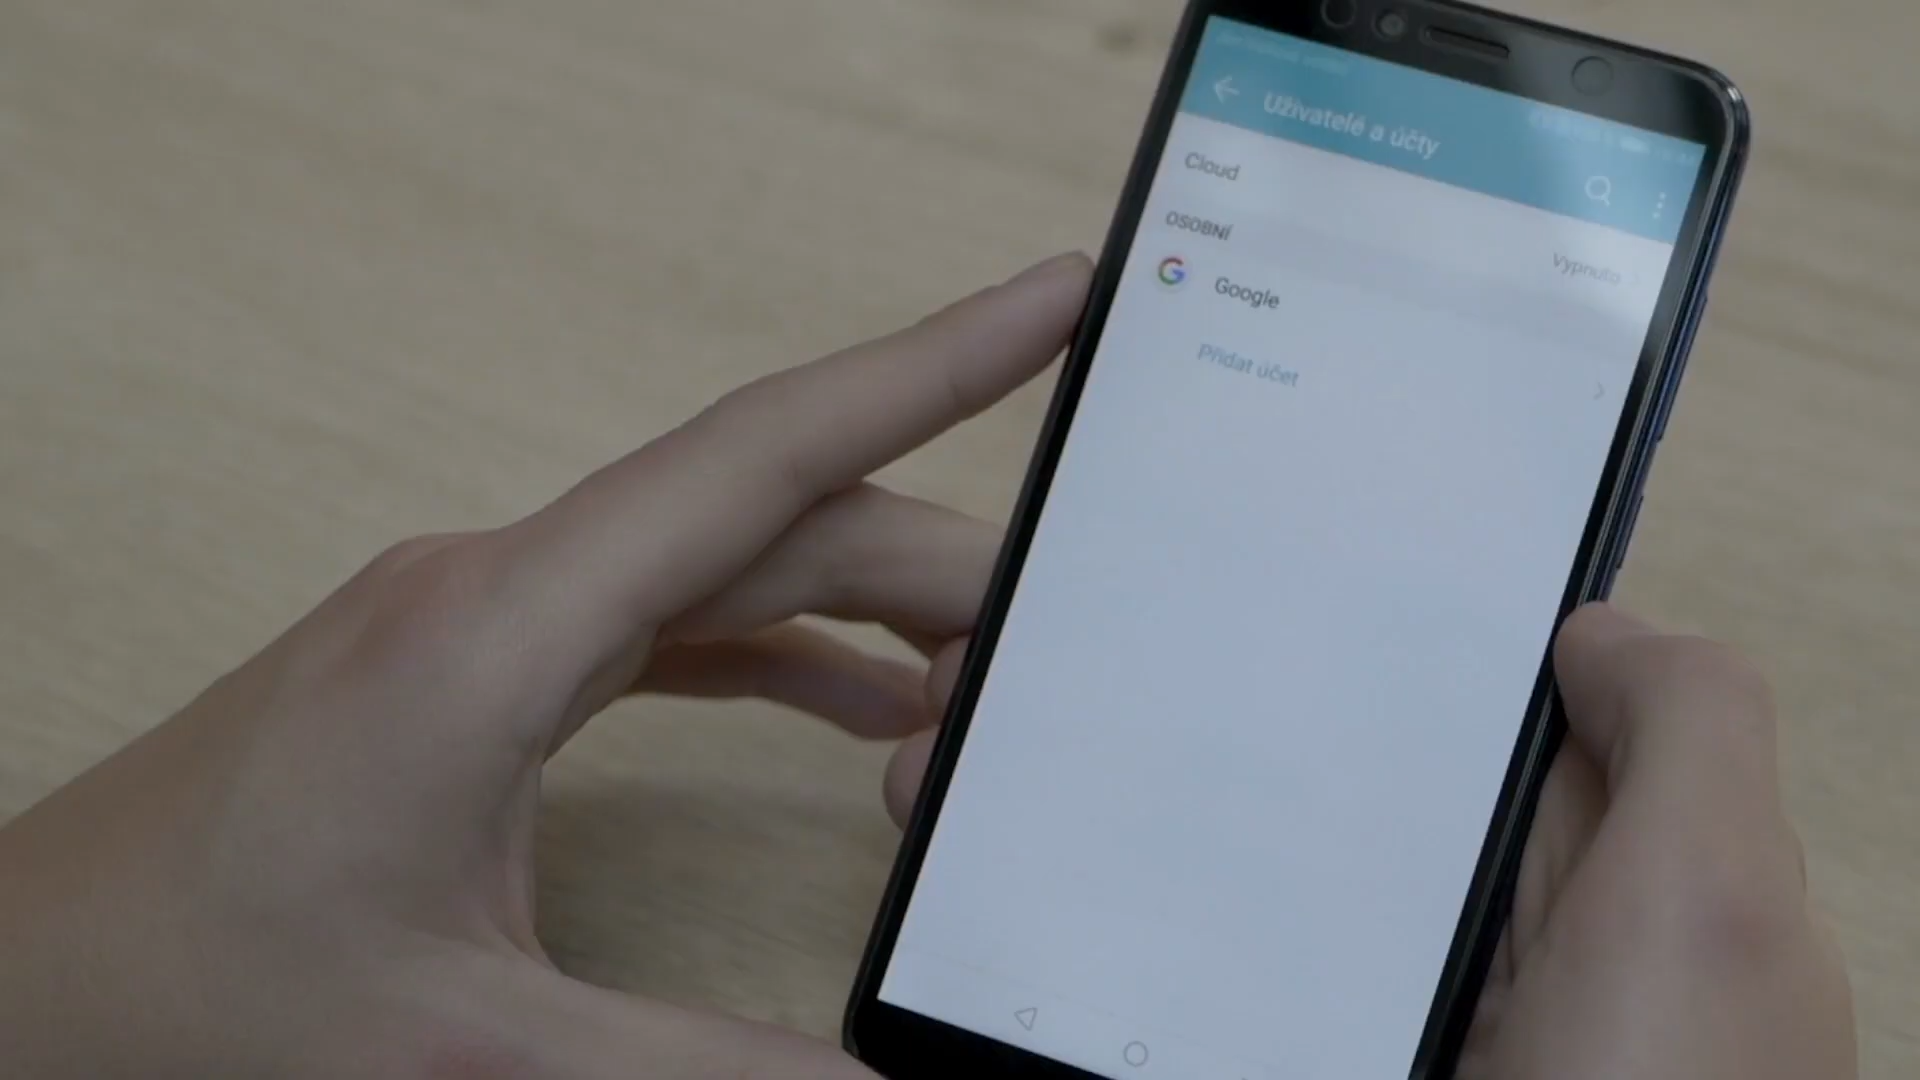 Uživatelé a účty
Cloud
Vypnuto
OSOBNÍ
Google
Přidat účet